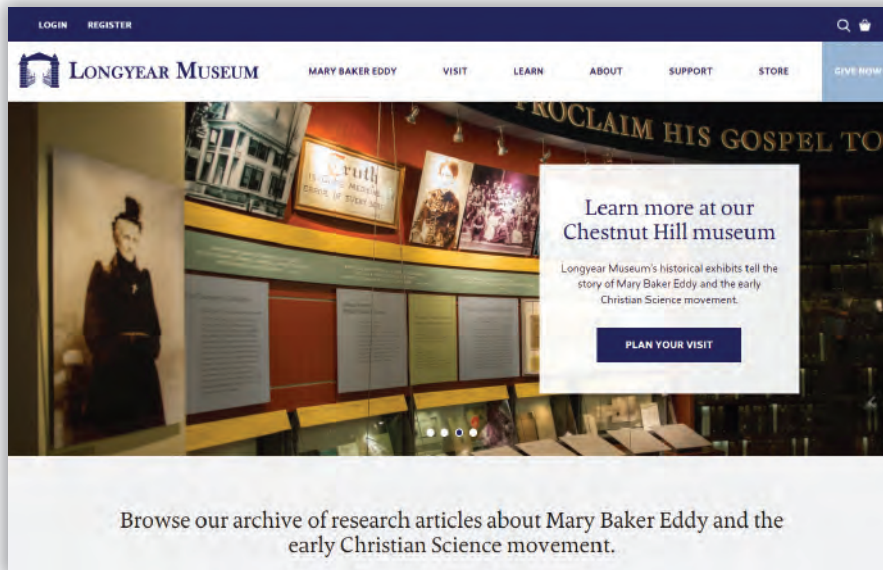 LOGIN REGISTER
LONGYEAR MUSEUM
MARY BAKER EDDY VISIT LEARN ABOUT SUPPORT STORE GIVE NOW
PROCLAIM HIS GOSPEL TO
Truth
ERROR OF EVERY
Learn more at our
Chestnut Hill museum
Longyear Museum's historical exhibits tell the
story of Mary Baker Eddy and the early
Christian Science movement.
PLAN YOUR VISIT
Browse our archive of research articles about Mary Baker Eddy and the
early Christian Science movement.